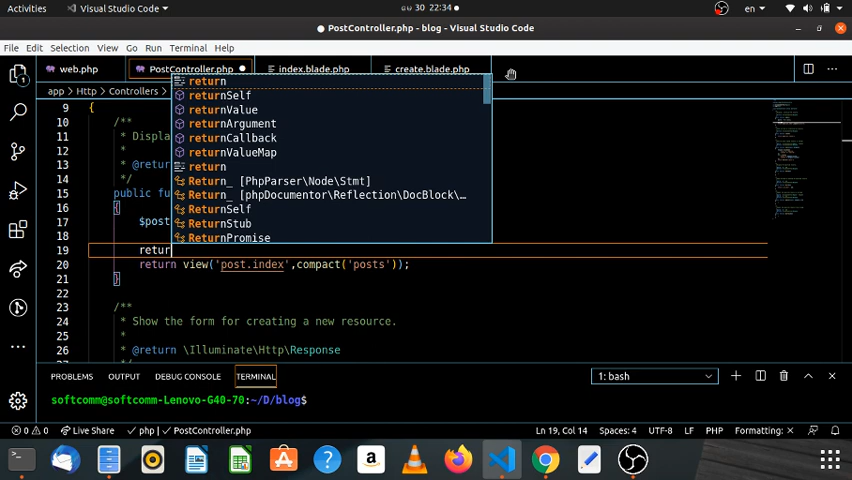 Activities Visual Studio Code 30 22:34 en
PostController.php - blog - Visual Studio Code
File Edit Selection View Go Run Terminal Help
web.php PostController.php index.blade.php create.blade.php
app > Http > Controllers >
return
returnSelf
returnValue
returnArgument
returnCallback
returnValueMap
return
Return_ [PhpParser\Node\Stmt]
Return_ [phpDocumentor\Reflection\DocBlock\…
ReturnSelf
ReturnStub
ReturnPromise
9 {
10 /**
11 * Displa
12 *
13 * @retur
14 */
15 public fu
16 {
17 $post
18
19 retur
20 return view('post.index',compact('posts'));
21 }
22
23 /**
24 * Show the form for creating a new resource.
25 *
26 * @return \Illuminate\Http\Response
27 */
PROBLEMS OUTPUT DEBUG CONSOLE TERMINAL 1: bash
softcomm@softcomm-Lenovo-G40-70:~/D/blog$
0 0 Live Share php PostController.php Ln 19, Col 14 Spaces: 4 UTF-8 LF PHP Formatting: ×